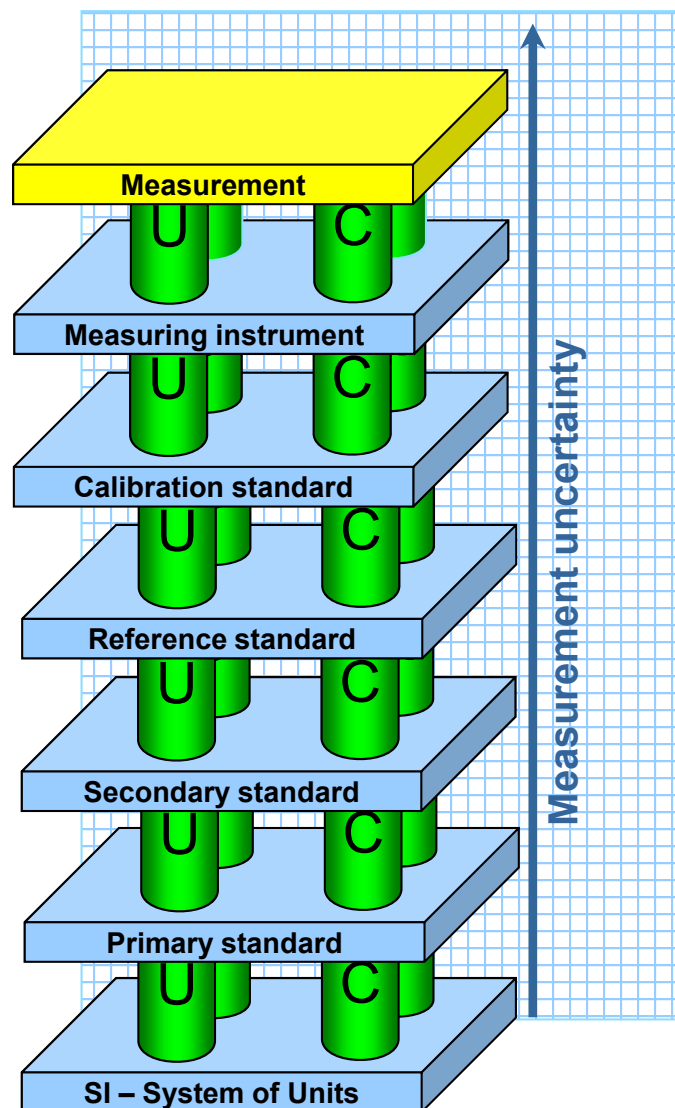 Measurement
U C
Measuring instrument
U C
Calibration standard
U C
Reference standard
U C
Secondary standard
U C
Primary standard
U C
SI – System of Units
Measurement uncertainty